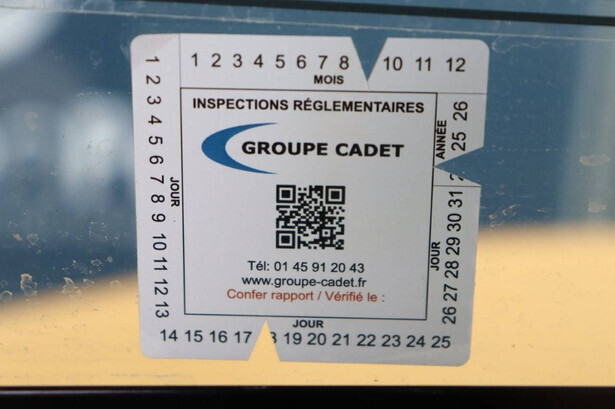 1 2 3 4 5 6 7 8 10 11 12
MOIS
1 2 3 4 5 6 7 8 9 10 11 12 13
JOUR
INSPECTIONS RÉGLEMENTAIRES
GROUPE CADET
Tél: 01 45 91 20 43
www.groupe-cadet.fr
Confer rapport / Vérifié le :
ANNÉE
25 26
JOUR
26 27 28 29 30 31
JOUR
14 15 16 17 19 20 21 22 23 24 25